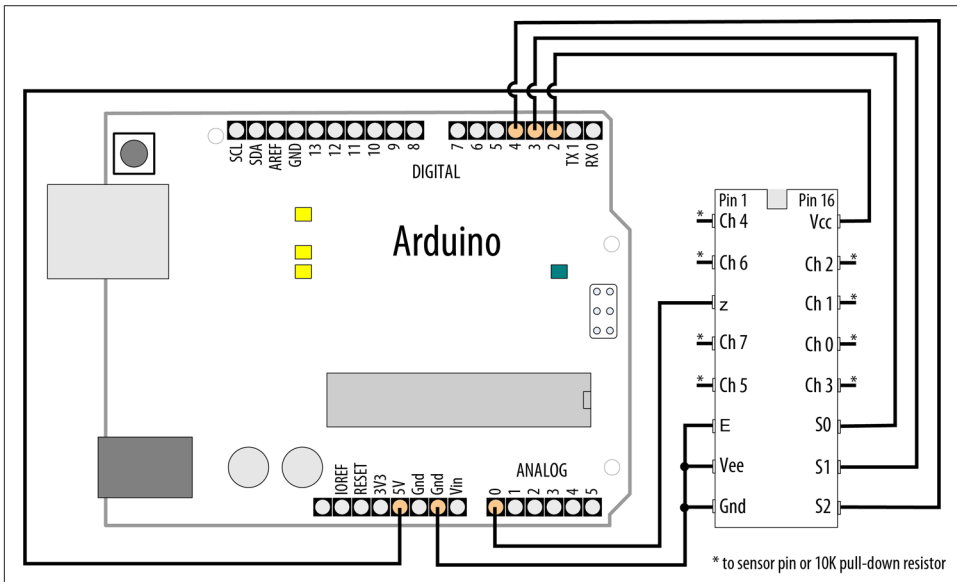 SCL SDA AREF GND 13 12 11 10 9 8 7 6 5 4 3 2 TX 1 RX 0
DIGITAL
Arduino
Pin 1 Pin 16
* Ch 4 Vcc
* Ch 6 Ch 2 *
z Ch 1 *
* Ch 7 Ch 0 *
* Ch 5 Ch 3 *
E S0
Vee S1
Gnd S2
ANALOG
IOREF RESET 3V3 5V Gnd Gnd Vin 0 1 2 3 4 5
* to sensor pin or 10K pull-down resistor